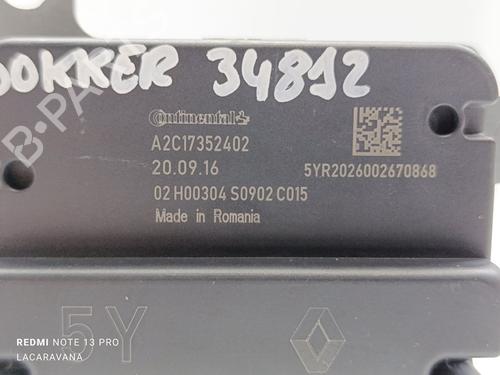 DOKKER 34812
Continental
A2C17352402
20.09.16
5YR2026002670868
02 H00304 S0902 C015
Made in Romania
5Y
REDMI NOTE 13 PRO
LACARAVANA
B-PARTS